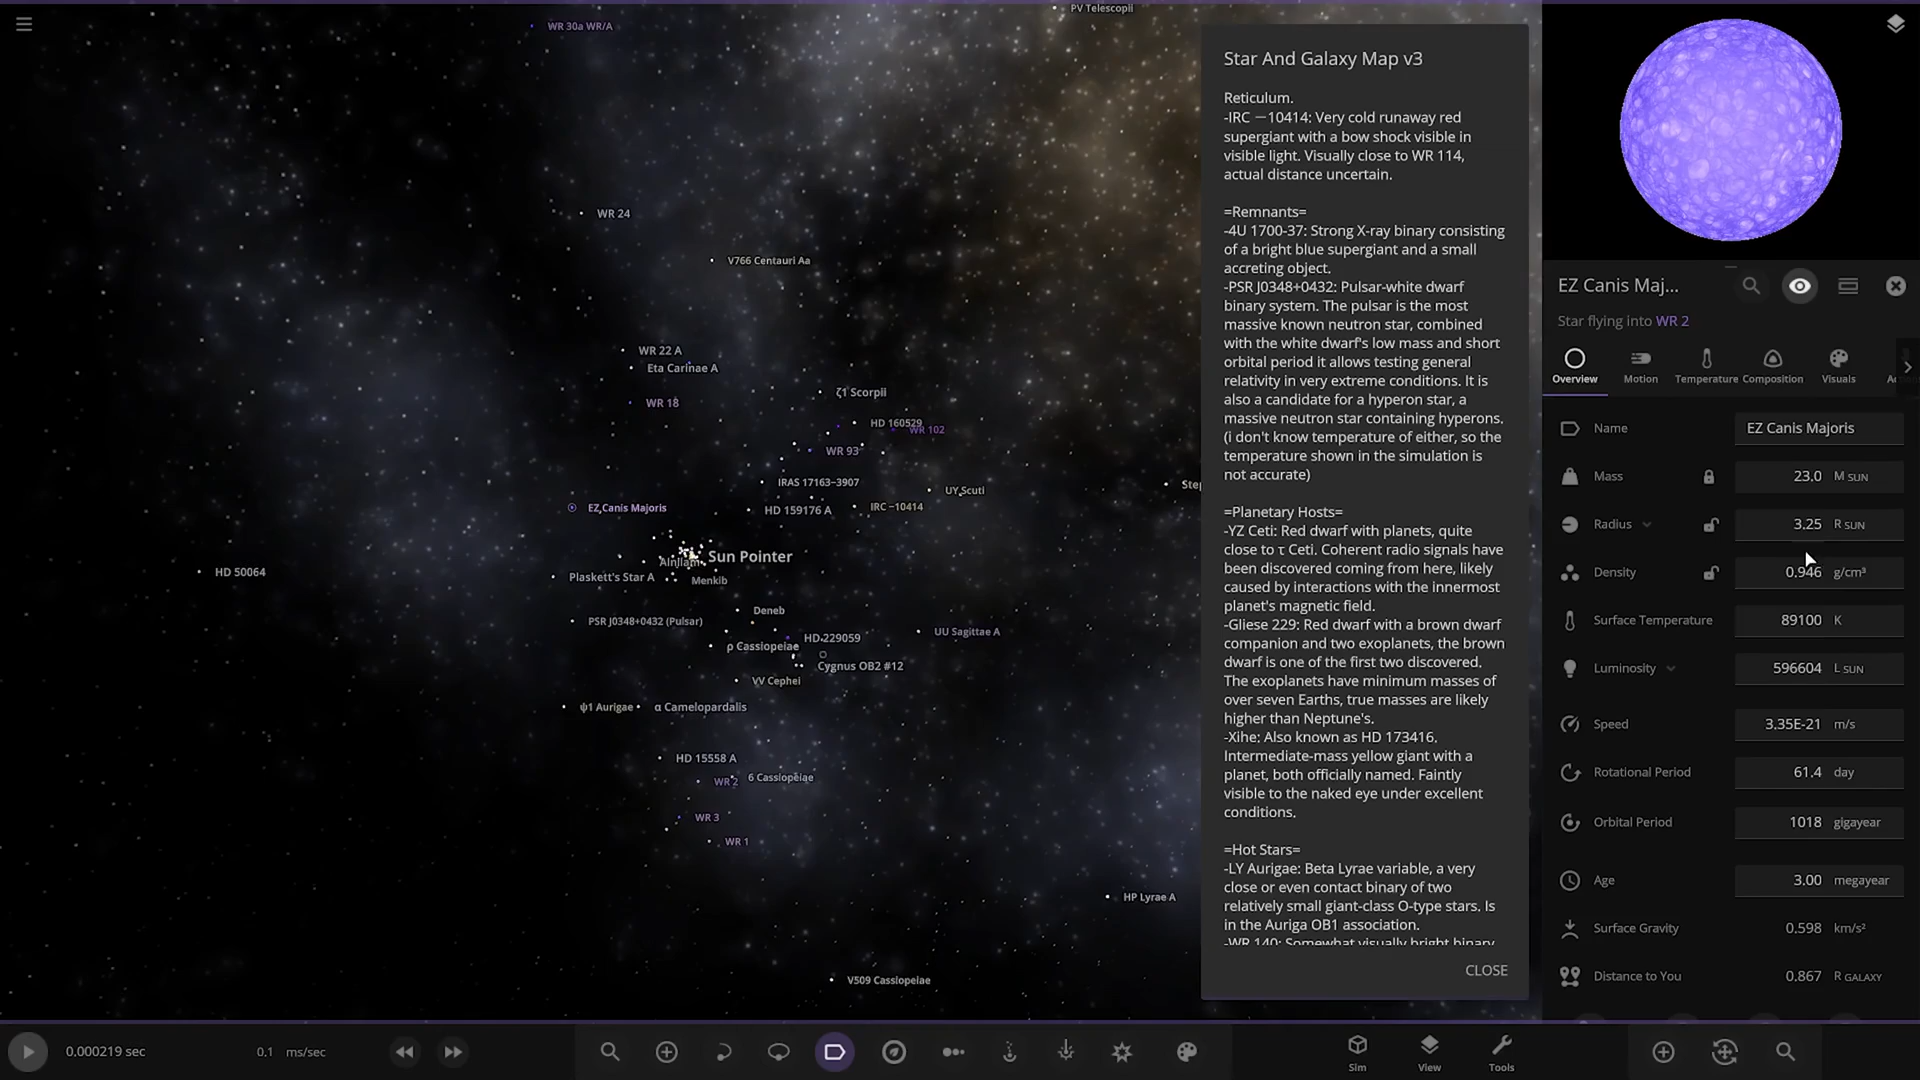 WR 30a WR/A
PV Telescopii
WR 24
V766 Centauri Aa
WR 22 A
Eta Carinae A
WR 18
ζ1 Scorpii
HD 160529
WR 102
WR 93
IRAS 17163−3907
UY Scuti
Step
EZ Canis Majoris
HD 159176 A
IRC −10414
Alnilam
Sun Pointer
HD 50064
Plaskett's Star A
Menkib
Deneb
PSR J0348+0432 (Pulsar)
HD 229059
UU Sagittae A
ρ Cassiopeiae
Cygnus OB2 #12
VV Cephei
ψ1 Aurigae
α Camelopardalis
HD 15558 A
6 Cassiopeiae
WR 2
WR 3
WR 1
HP Lyrae A
V509 Cassiopeiae
Star And Galaxy Map v3
Reticulum.
-IRC −10414: Very cold runaway red
supergiant with a bow shock visible in
visible light. Visually close to WR 114,
actual distance uncertain.
=Remnants=
-4U 1700-37: Strong X-ray binary consisting
of a bright blue supergiant and a small
accreting object.
-PSR J0348+0432: Pulsar-white dwarf
binary system. The pulsar is the most
massive known neutron star, combined
with the white dwarf's low mass and short
orbital period it allows testing general
relativity in very extreme conditions. It is
also a candidate for a hyperon star, a
massive neutron star containing hyperons.
(i don't know temperature of either, so the
temperature shown in the simulation is
not accurate)
=Planetary Hosts=
-YZ Ceti: Red dwarf with planets, quite
close to τ Ceti. Coherent radio signals have
been discovered coming from here, likely
caused by interactions with the innermost
planet's magnetic field.
-Gliese 229: Red dwarf with a brown dwarf
companion and two exoplanets, the brown
dwarf is one of the first two discovered.
The exoplanets have minimum masses of
over seven Earths, true masses are likely
higher than Neptune's.
-Xihe: Also known as HD 173416,
Intermediate-mass yellow giant with a
planet, both officially named. Faintly
visible to the naked eye under excellent
conditions.
=Hot Stars=
-LY Aurigae: Beta Lyrae variable, a very
close or even contact binary of two
relatively small giant-class O-type stars. Is
in the Auriga OB1 association.
-WR 140: Somewhat visually bright binary
CLOSE
EZ Canis Maj...
Star flying into WR 2
Overview
Motion
Temperature
Composition
Visuals
Name EZ Canis Majoris
Mass 23.0 M SUN
Radius 3.25 R SUN
Density 0.946 g/cm³
Surface Temperature 89100 K
Luminosity 596604 L SUN
Speed 3.35E-21 m/s
Rotational Period 61.4 day
Orbital Period 1018 gigayear
Age 3.00 megayear
Surface Gravity 0.598 km/s²
Distance to You 0.867 R GALAXY
0.000219 sec
0.1 ms/sec
Sim
View
Tools